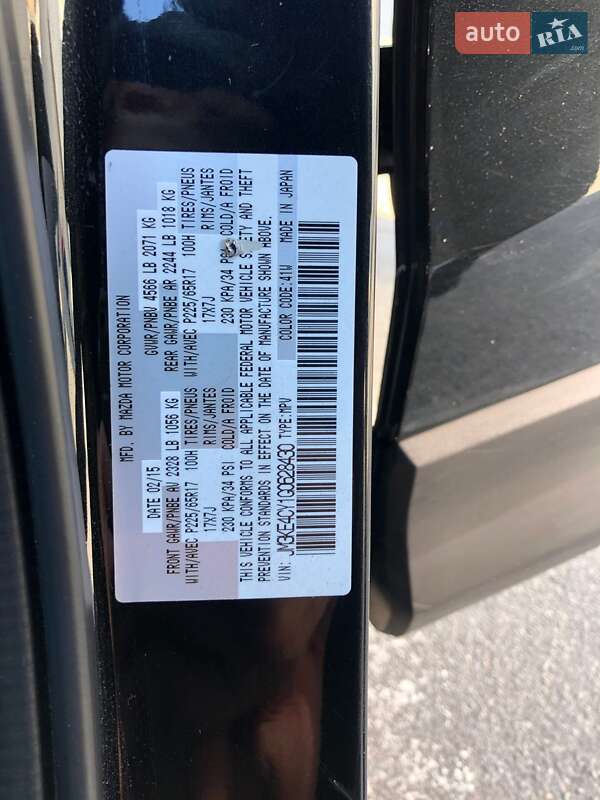 auto RIA.com
MFD. BY MAZDA MOTOR CORPORATION
DATE 02/15 GVWR/PNBV 4566 LB 2071 KG
FRONT GAWR/PNBE AV 2328 LB 1056 KG REAR GAWR/PNBE AR 2244 LB 1018 KG
WITH/AVEC P225/65R17 100H TIRES/PNEUS WITH/AVEC P225/65R17 100H TIRES/PNEUS
17X7J RIMS/JANTES 17X7J RIMS/JANTES
230 KPA/34 PSI COLD/A FROID 230 KPA/34 COLD/A FROID
THIS VEHICLE CONFORMS TO ALL APPLICABLE FEDERAL MOTOR VEHICLE SAFETY AND THEFT
PREVENTION STANDARDS IN EFFECT ON THE DATE OF MANUFACTURE SHOWN ABOVE.
VIN: JM3KE4CY1G0628430 TYPE:MPV COLOR CODE:41W MADE IN JAPAN